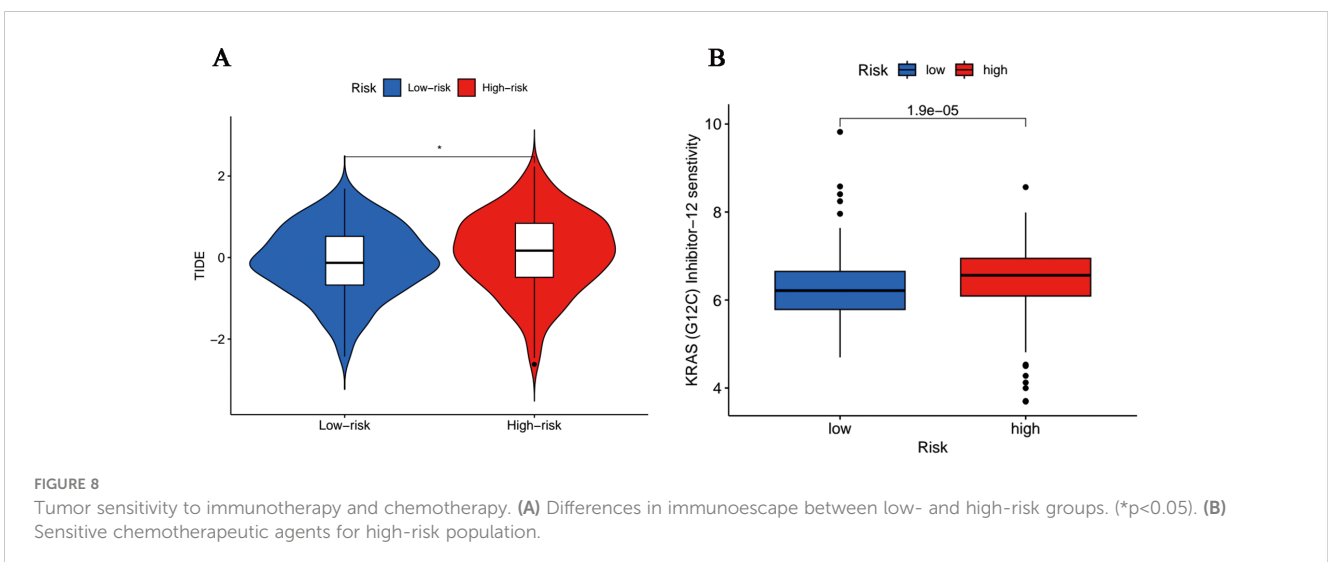 A
Risk Low–risk High–risk
TIDE
2
0
−2
*
Low–risk High–risk
B
Risk low high
KRAS (G12C) Inhibitor–12 senstivity
10
8
6
4
1.9e−05
low high
Risk
FIGURE 8
Tumor sensitivity to immunotherapy and chemotherapy. (A) Differences in immunoescape between low- and high-risk groups. (*p<0.05). (B)
Sensitive chemotherapeutic agents for high-risk population.